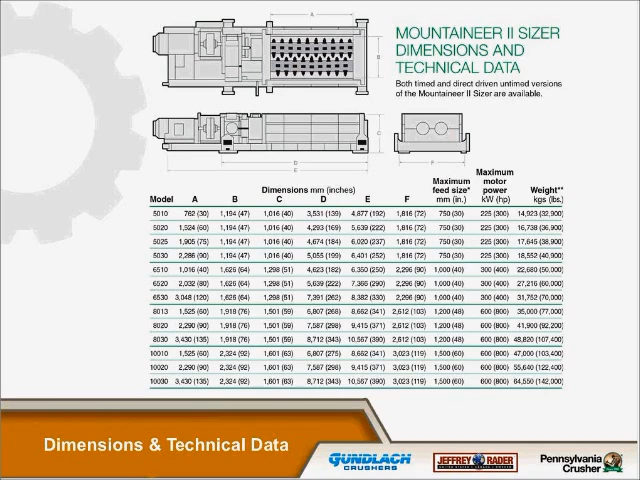 MOUNTAINEER II SIZER
DIMENSIONS AND
TECHNICAL DATA
Both timed and direct driven untimed versions
of the Mountaineer II Sizer are available.
A
B
C
D
E
F
Dimensions mm (inches)
Model A B C D E F Maximum feed size* mm (in.) Maximum motor power kW (hp) Weight** kgs (lbs.)
5010 762 (30) 1,194 (47) 1,016 (40) 3,531 (139) 4,877 (192) 1,816 (72) 750 (30) 225 (300) 14,923 (32,900)
5020 1,524 (60) 1,194 (47) 1,016 (40) 4,293 (169) 5,639 (222) 1,816 (72) 750 (30) 225 (300) 16,738 (36,900)
5025 1,905 (75) 1,194 (47) 1,016 (40) 4,674 (184) 6,020 (237) 1,816 (72) 750 (30) 225 (300) 17,645 (38,900)
5030 2,286 (90) 1,194 (47) 1,016 (40) 5,055 (199) 6,401 (252) 1,816 (72) 750 (30) 225 (300) 18,552 (40,900)
6510 1,016 (40) 1,626 (64) 1,298 (51) 4,623 (182) 6,350 (250) 2,296 (90) 1,000 (40) 300 (400) 22,680 (50,000)
6520 2,032 (80) 1,626 (64) 1,298 (51) 5,639 (222) 7,366 (290) 2,296 (90) 1,000 (40) 300 (400) 27,216 (60,000)
6530 3,048 (120) 1,626 (64) 1,298 (51) 7,391 (262) 8,382 (330) 2,296 (90) 1,000 (40) 300 (400) 31,752 (70,000)
8013 1,525 (60) 1,918 (76) 1,501 (59) 6,807 (268) 8,662 (341) 2,612 (103) 1,200 (48) 600 (800) 35,000 (77,000)
8020 2,290 (90) 1,918 (76) 1,501 (59) 7,587 (298) 9,415 (371) 2,612 (103) 1,200 (48) 600 (800) 41,900 (92,200)
8030 3,430 (135) 1,918 (76) 1,501 (59) 8,712 (343) 10,567 (390) 2,612 (103) 1,200 (48) 600 (800) 48,820 (107,400)
10010 1,525 (60) 2,324 (92) 1,601 (63) 6,807 (275) 8,662 (341) 3,023 (119) 1,500 (60) 600 (800) 47,000 (103,400)
10020 2,290 (90) 2,324 (92) 1,601 (63) 7,587 (298) 9,415 (371) 3,023 (119) 1,500 (60) 600 (800) 55,640 (122,400)
10030 3,430 (135) 2,324 (92) 1,601 (63) 8,712 (343) 10,567 (390) 3,023 (119) 1,500 (60) 600 (800) 64,550 (142,000)
Dimensions & Technical Data
GUNDLACH
CRUSHERS
JEFFREY RADER
Pennsylvania
Crusher